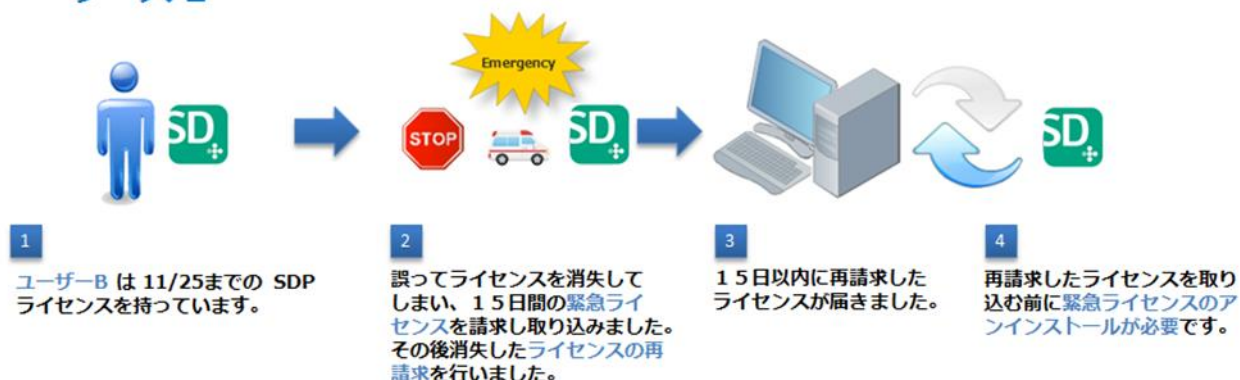 Emergency
SD
STOP
SD
SD
1
ユーザーB は 11/25までの SDP
ライセンスを持っています。
2
誤ってライセンスを消失して
しまい、１５日間の緊急ライ
センスを請求し取り込みました。
その後消失したライセンスの再
請求を行いました。
3
１５日以内に再請求した
ライセンスが届きました。
4
再請求したライセンスを取り
込む前に緊急ライセンスのア
ンインストールが必要です。